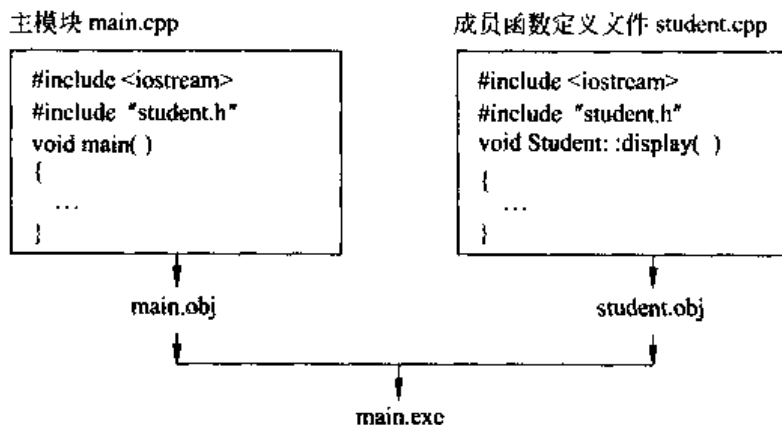 主模块 main.cpp
#include <iostream>
#include "student.h"
void main( )
{
…
}
main.obj
成员函数定义文件 student.cpp
#include <iostream>
#include "student.h"
void Student: :display( )
{
…
}
student.obj
main.exe